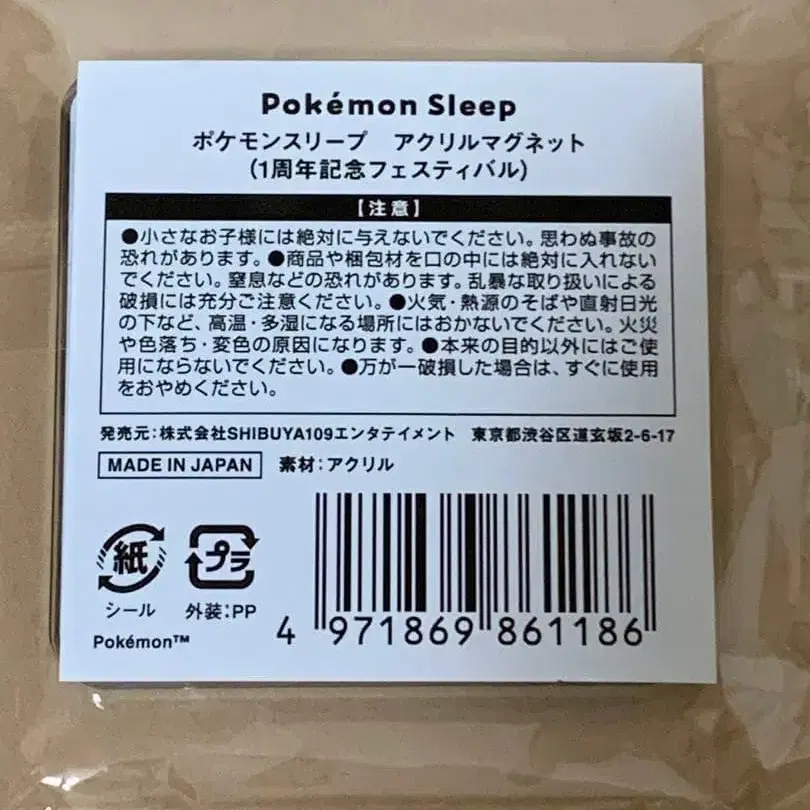 Pokémon Sleep
ポケモンスリープ　アクリルマグネット
(1周年記念フェスティバル)
【注意】
●小さなお子様には絶対に与えないでください。思わぬ事故の
恐れがあります。●商品や梱包材を口の中には絶対に入れない
でください。窒息などの恐れがあります。乱暴な取り扱いによる
破損には充分ご注意ください。●火気・熱源のそばや直射日光
の下など、高温・多湿になる場所にはおかないでください。火災
や色落ち・変色の原因になります。●本来の目的以外にはご使
用にならないでください。●万が一破損した場合は、すぐに使用
をおやめください。
発売元：株式会社SHIBUYA109エンタテイメント　東京都渋谷区道玄坂2-6-17
MADE IN JAPAN　素材：アクリル
紙　プラ
シール　外装：PP
Pokémon™
4 971869 861186